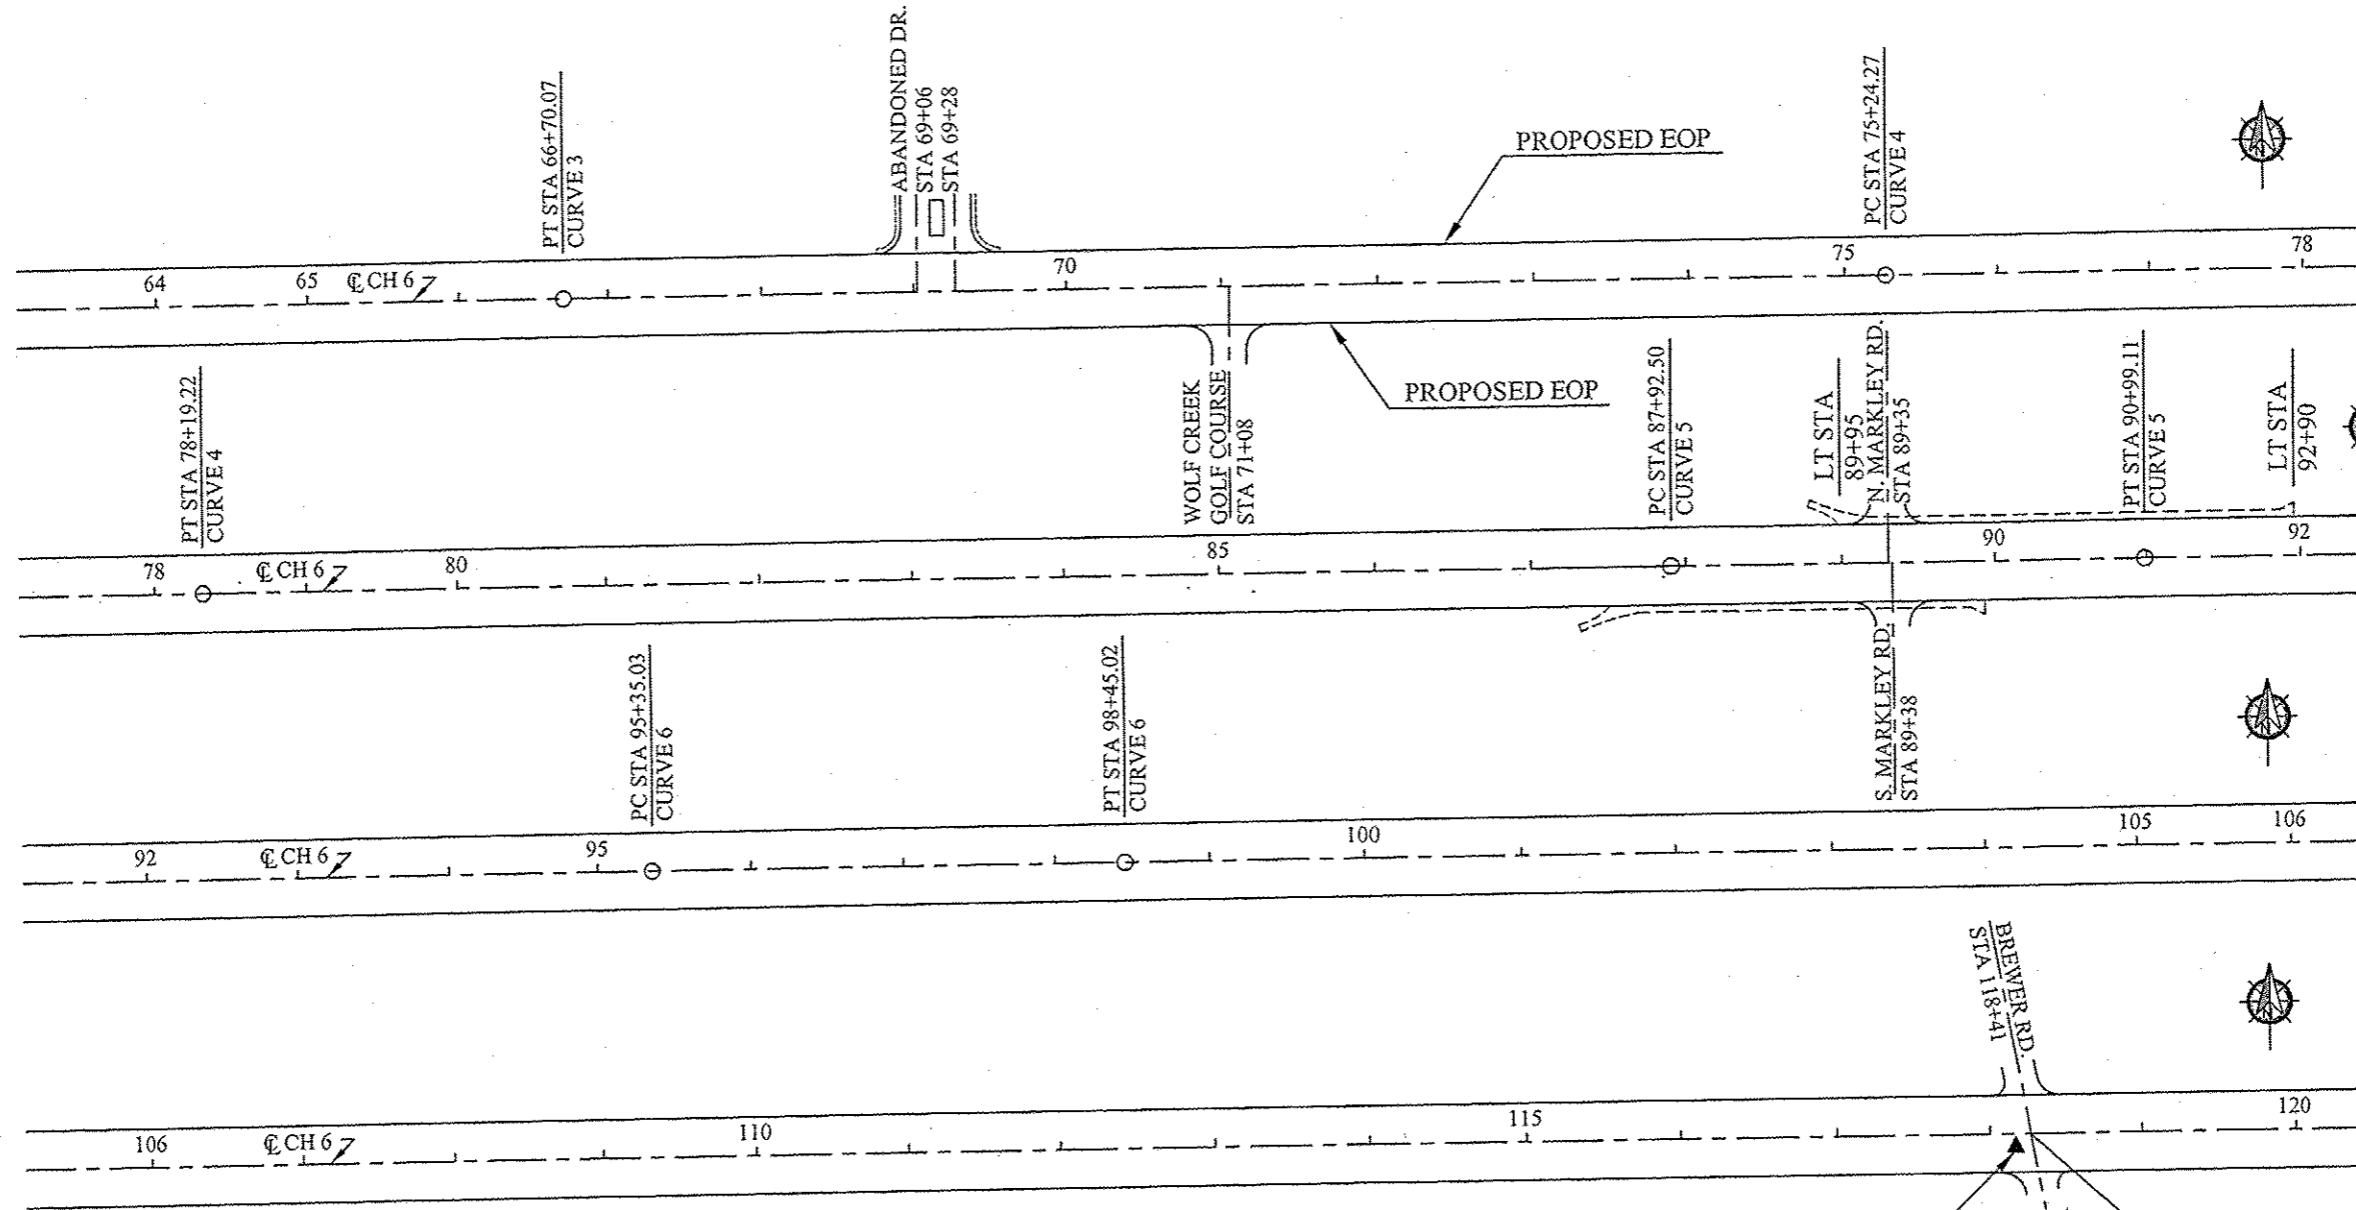 PT STA 66+70.07
CURVE 3
ABANDONED DR.
STA 69+06
STA 69+28
PROPOSED EOP
PC STA 75+24.27
CURVE 4
64
65
℄ CH 6
70
75
78
WOLF CREEK
GOLF COURSE
STA 71+08
PROPOSED EOP
PT STA 78+19.22
CURVE 4
PC STA 87+92.50
CURVE 5
LT STA
89+95
N. MARKLEY RD.
STA 89+35
PT STA 90+99.11
CURVE 5
LT STA
92+90
78
℄ CH 6
80
85
90
92
S. MARKLEY RD.
STA 89+38
PC STA 95+35.03
CURVE 6
PT STA 98+45.02
CURVE 6
92
℄ CH 6
95
100
105
106
BREWER RD.
STA 118+41
106
℄ CH 6
110
115
120